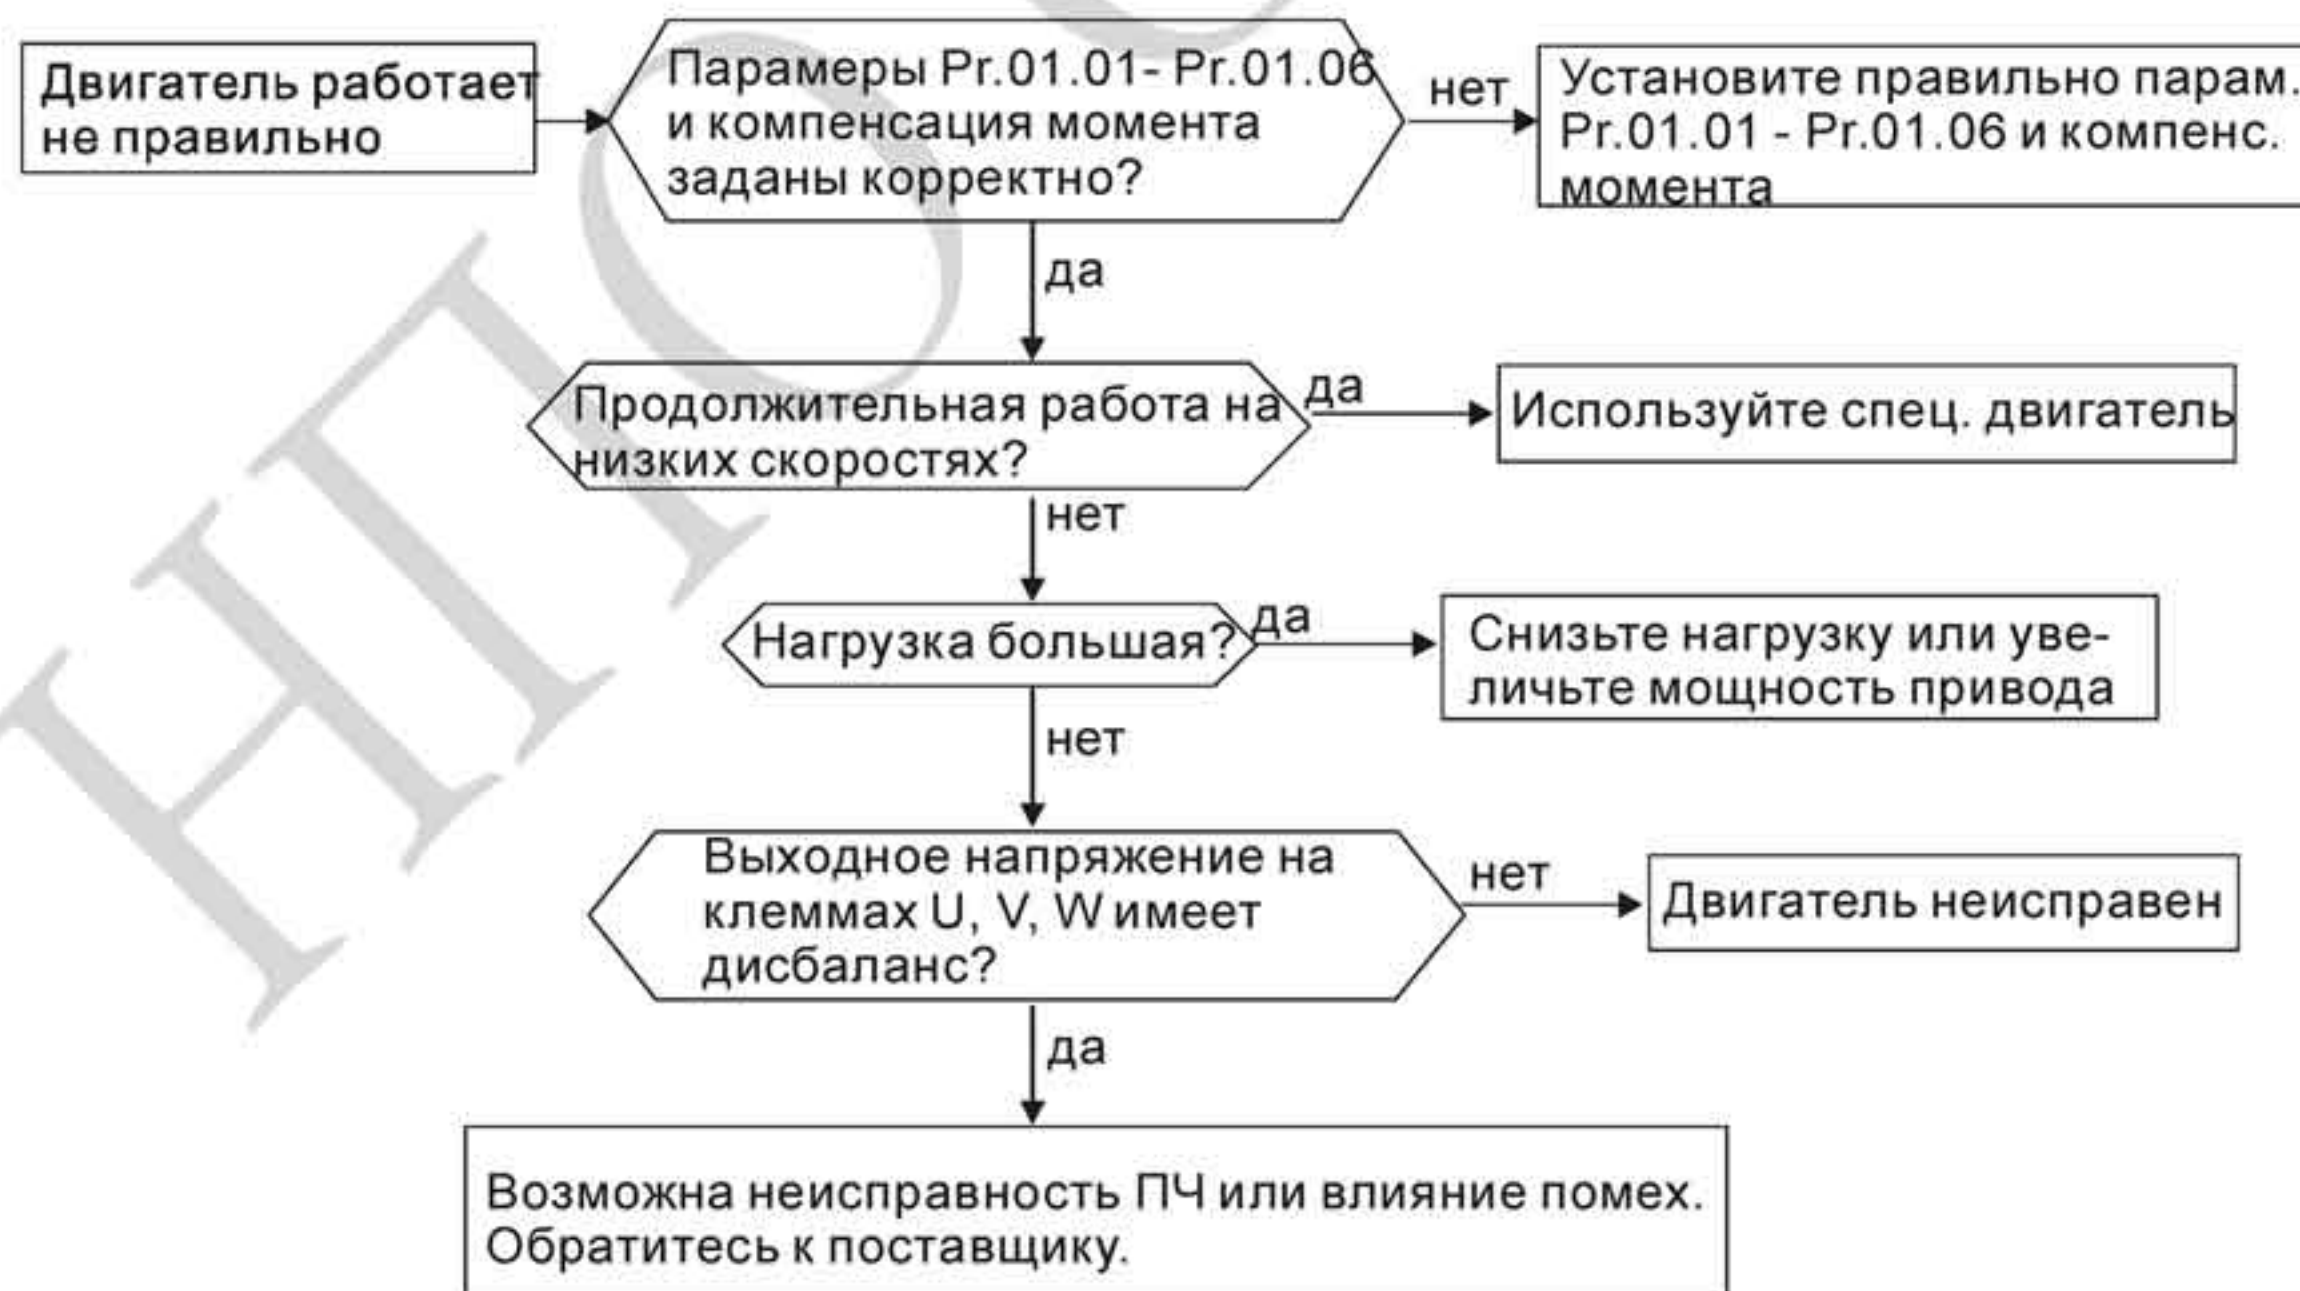 Двигатель работает
не правильно
Парамеры Pr.01.01- Pr.01.06
и компенсация момента
заданы корректно?
нет
Установите правильно парам.
Pr.01.01 - Pr.01.06 и компенс.
момента
да
Продолжительная работа на
низких скоростях?
да
Используйте спец. двигатель
нет
Нагрузка большая?
да
Снизьте нагрузку или уве-
личьте мощность привода
нет
Выходное напряжение на
клеммах U, V, W имеет
дисбаланс?
нет
Двигатель неисправен
да
Возможна неисправность ПЧ или влияние помех.
Обратитесь к поставщику.
НПО